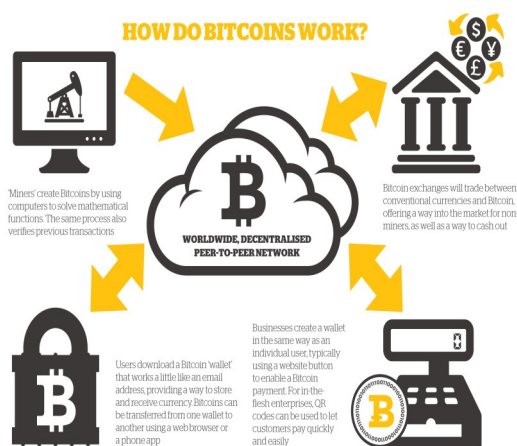 HOW DO BITCOINS WORK?
$
€
¥
£
'Miners' create Bitcoins by using
computers to solve mathematical
functions. The same process also
verifies previous transactions
B
WORLDWIDE, DECENTRALISED
PEER-TO-PEER NETWORK
Bitcoin exchanges will trade between
conventional currencies and Bitcoin,
offering a way into the market for non-
miners, as well as a way to cash out
B
Users download a Bitcoin 'wallet'
that works a little like an email
address, providing a way to store
and receive currency. Bitcoins can
be transferred from one wallet to
another using a web browser or
a phone app
Businesses create a wallet
in the same way as an
individual user, typically
using a website button
to enable a Bitcoin
payment. For in-the-
flesh enterprises, QR
codes can be used to let
customers pay quickly
and easily
0
B